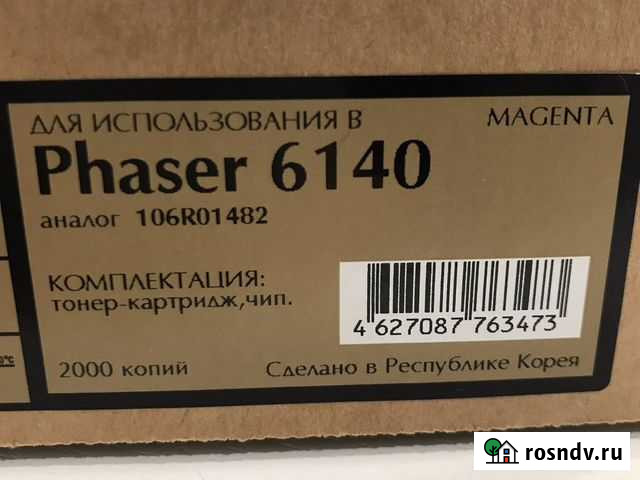 ДЛЯ ИСПОЛЬЗОВАНИЯ В
MAGENTA
Phaser 6140
аналог 106R01482
КОМПЛЕКТАЦИЯ:
тонер-картридж,чип.
4 627087 763473
2000 копий
Сделано в Республике Корея
rosndv.ru